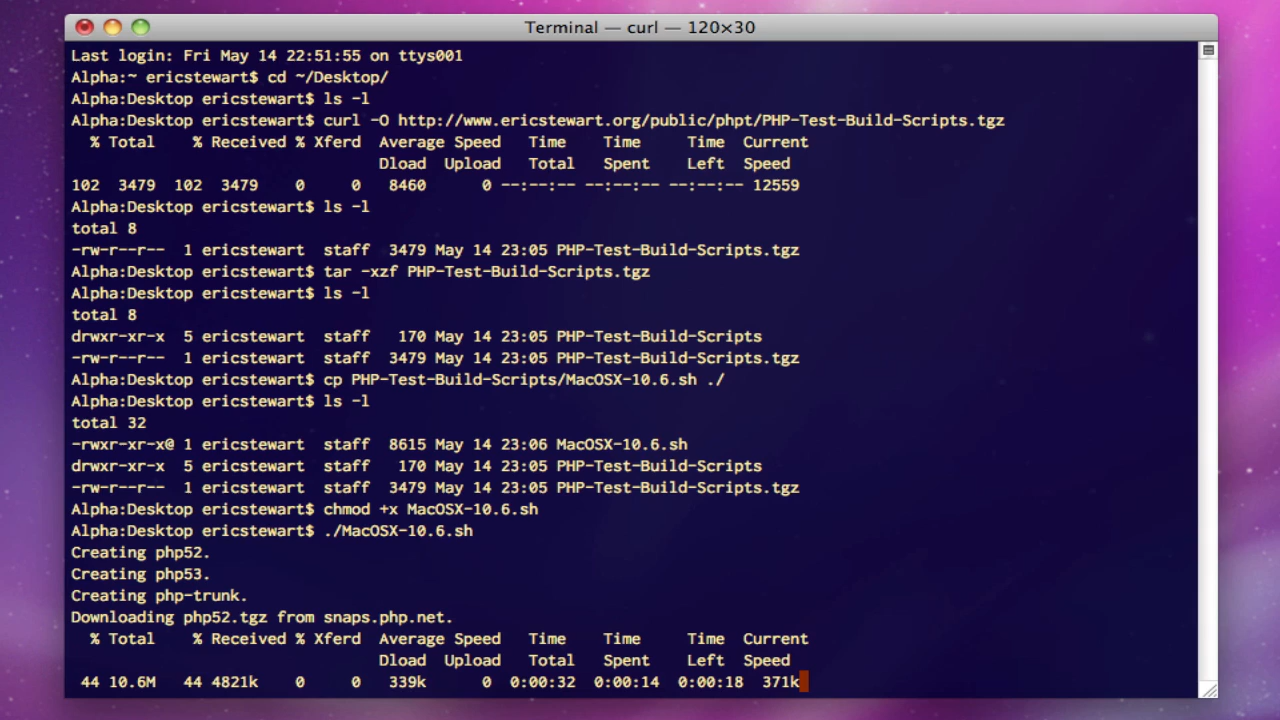 Terminal — curl — 120×30
Last login: Fri May 14 22:51:55 on ttys001
Alpha:~ ericstewart$ cd ~/Desktop/
Alpha:Desktop ericstewart$ ls -l
Alpha:Desktop ericstewart$ curl -O http://www.ericstewart.org/public/phpt/PHP-Test-Build-Scripts.tgz
  % Total    % Received % Xferd  Average Speed   Time    Time     Time  Current
                                 Dload  Upload   Total   Spent    Left  Speed
102  3479  102  3479    0     0   8460      0 --:--:-- --:--:-- --:--:-- 12559
Alpha:Desktop ericstewart$ ls -l
total 8
-rw-r--r--  1 ericstewart  staff  3479 May 14 23:05 PHP-Test-Build-Scripts.tgz
Alpha:Desktop ericstewart$ tar -xzf PHP-Test-Build-Scripts.tgz
Alpha:Desktop ericstewart$ ls -l
total 8
drwxr-xr-x  5 ericstewart  staff   170 May 14 23:05 PHP-Test-Build-Scripts
-rw-r--r--  1 ericstewart  staff  3479 May 14 23:05 PHP-Test-Build-Scripts.tgz
Alpha:Desktop ericstewart$ cp PHP-Test-Build-Scripts/MacOSX-10.6.sh ./
Alpha:Desktop ericstewart$ ls -l
total 32
-rwxr-xr-x@ 1 ericstewart  staff  8615 May 14 23:06 MacOSX-10.6.sh
drwxr-xr-x  5 ericstewart  staff   170 May 14 23:05 PHP-Test-Build-Scripts
-rw-r--r--  1 ericstewart  staff  3479 May 14 23:05 PHP-Test-Build-Scripts.tgz
Alpha:Desktop ericstewart$ chmod +x MacOSX-10.6.sh
Alpha:Desktop ericstewart$ ./MacOSX-10.6.sh
Creating php52.
Creating php53.
Creating php-trunk.
Downloading php52.tgz from snaps.php.net.
  % Total    % Received % Xferd  Average Speed   Time    Time     Time  Current
                                 Dload  Upload   Total   Spent    Left  Speed
 44 10.6M   44 4821k    0     0   339k      0  0:00:32  0:00:14  0:00:18  371k